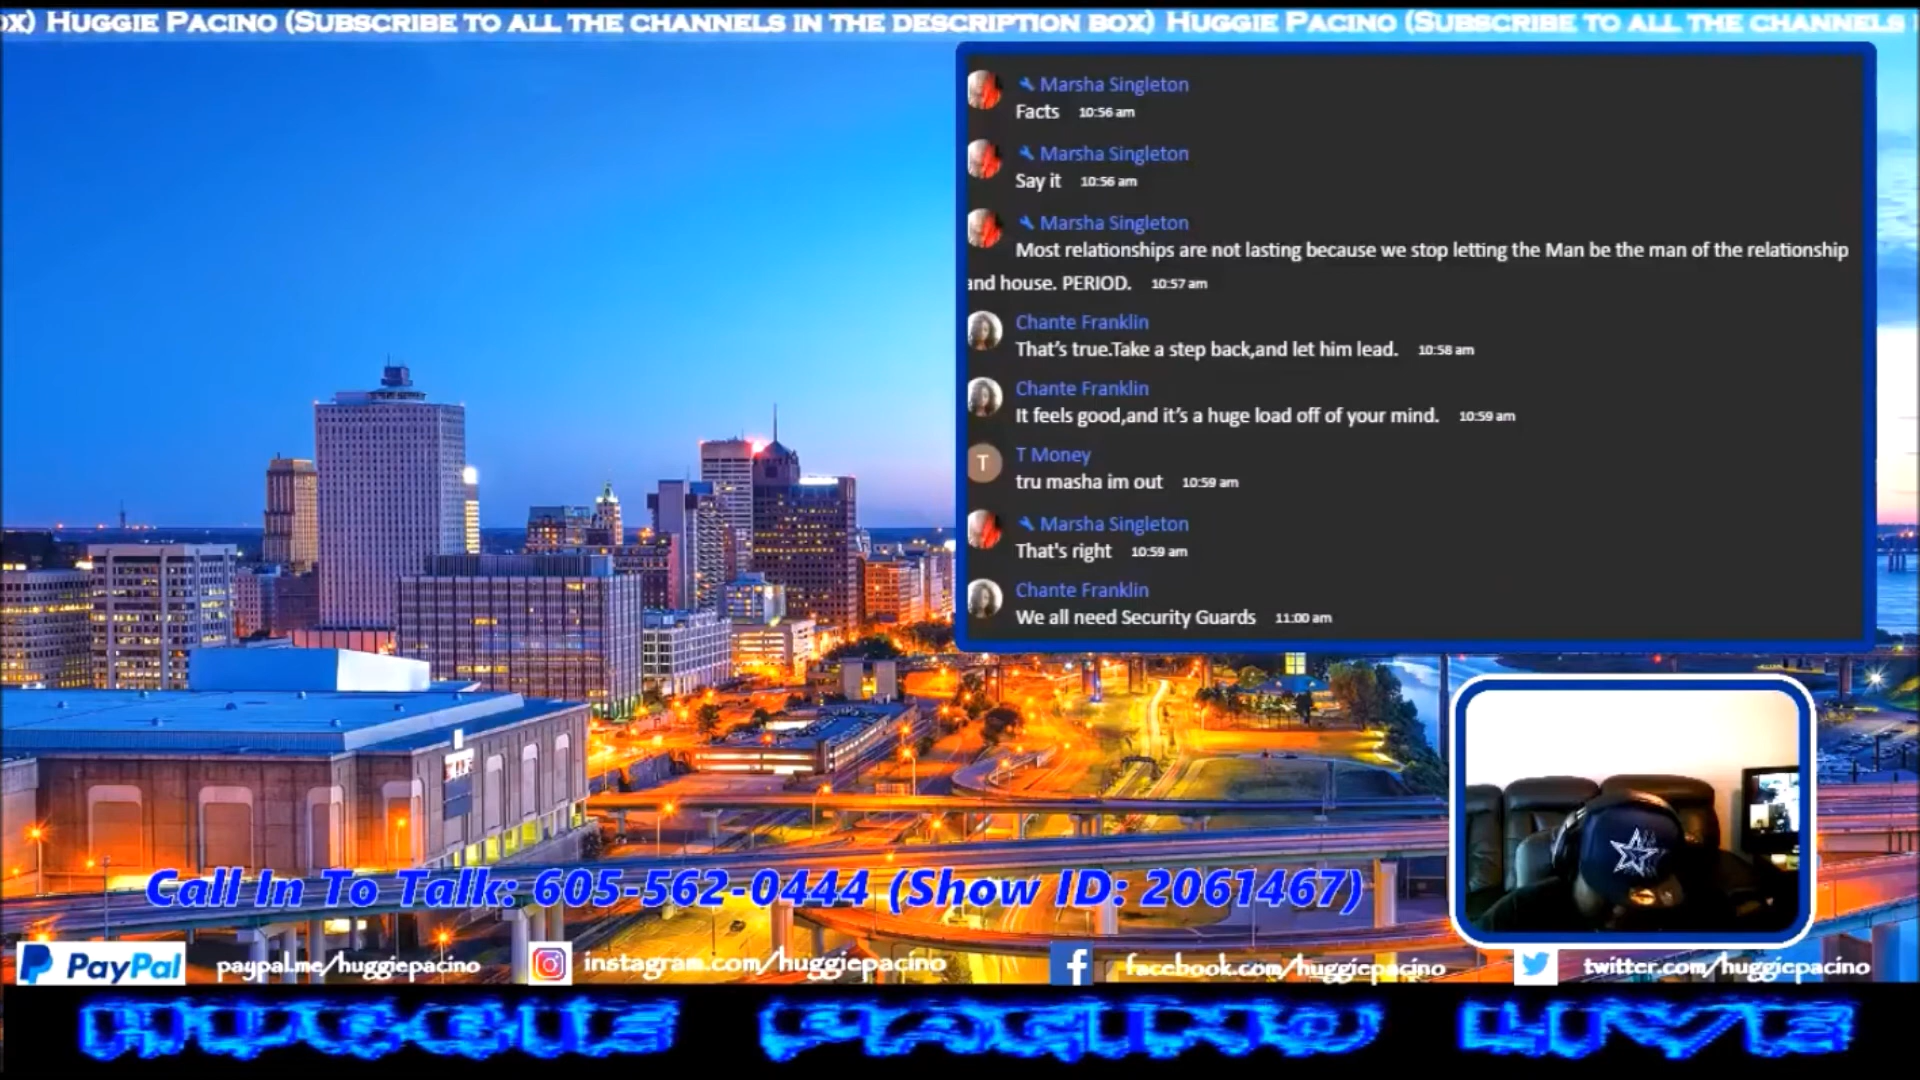 OX) HUGGIE PACINO (SUBSCRIBE TO ALL THE CHANNELS IN THE DESCRIPTION BOX) HUGGIE PACINO (SUBSCRIBE TO ALL THE CHANNELS
Marsha Singleton
Facts 10:56 am
Marsha Singleton
Say it 10:56 am
Marsha Singleton
Most relationships are not lasting because we stop letting the Man be the man of the relationship
and house. PERIOD. 10:57 am
Chante Franklin
That's true.Take a step back,and let him lead. 10:58 am
Chante Franklin
It feels good,and it's a huge load off of your mind. 10:59 am
T
T Money
tru masha im out 10:59 am
Marsha Singleton
That's right 10:59 am
Chante Franklin
We all need Security Guards 11:00 am
Call In To Talk: 605-562-0444 (Show ID: 2061467)
PayPal paypal.me/huggiepacino instagram.com/huggiepacino facebook.com/huggiepacino twitter.com/huggiepacino
HUGGIE PACINO LIVE